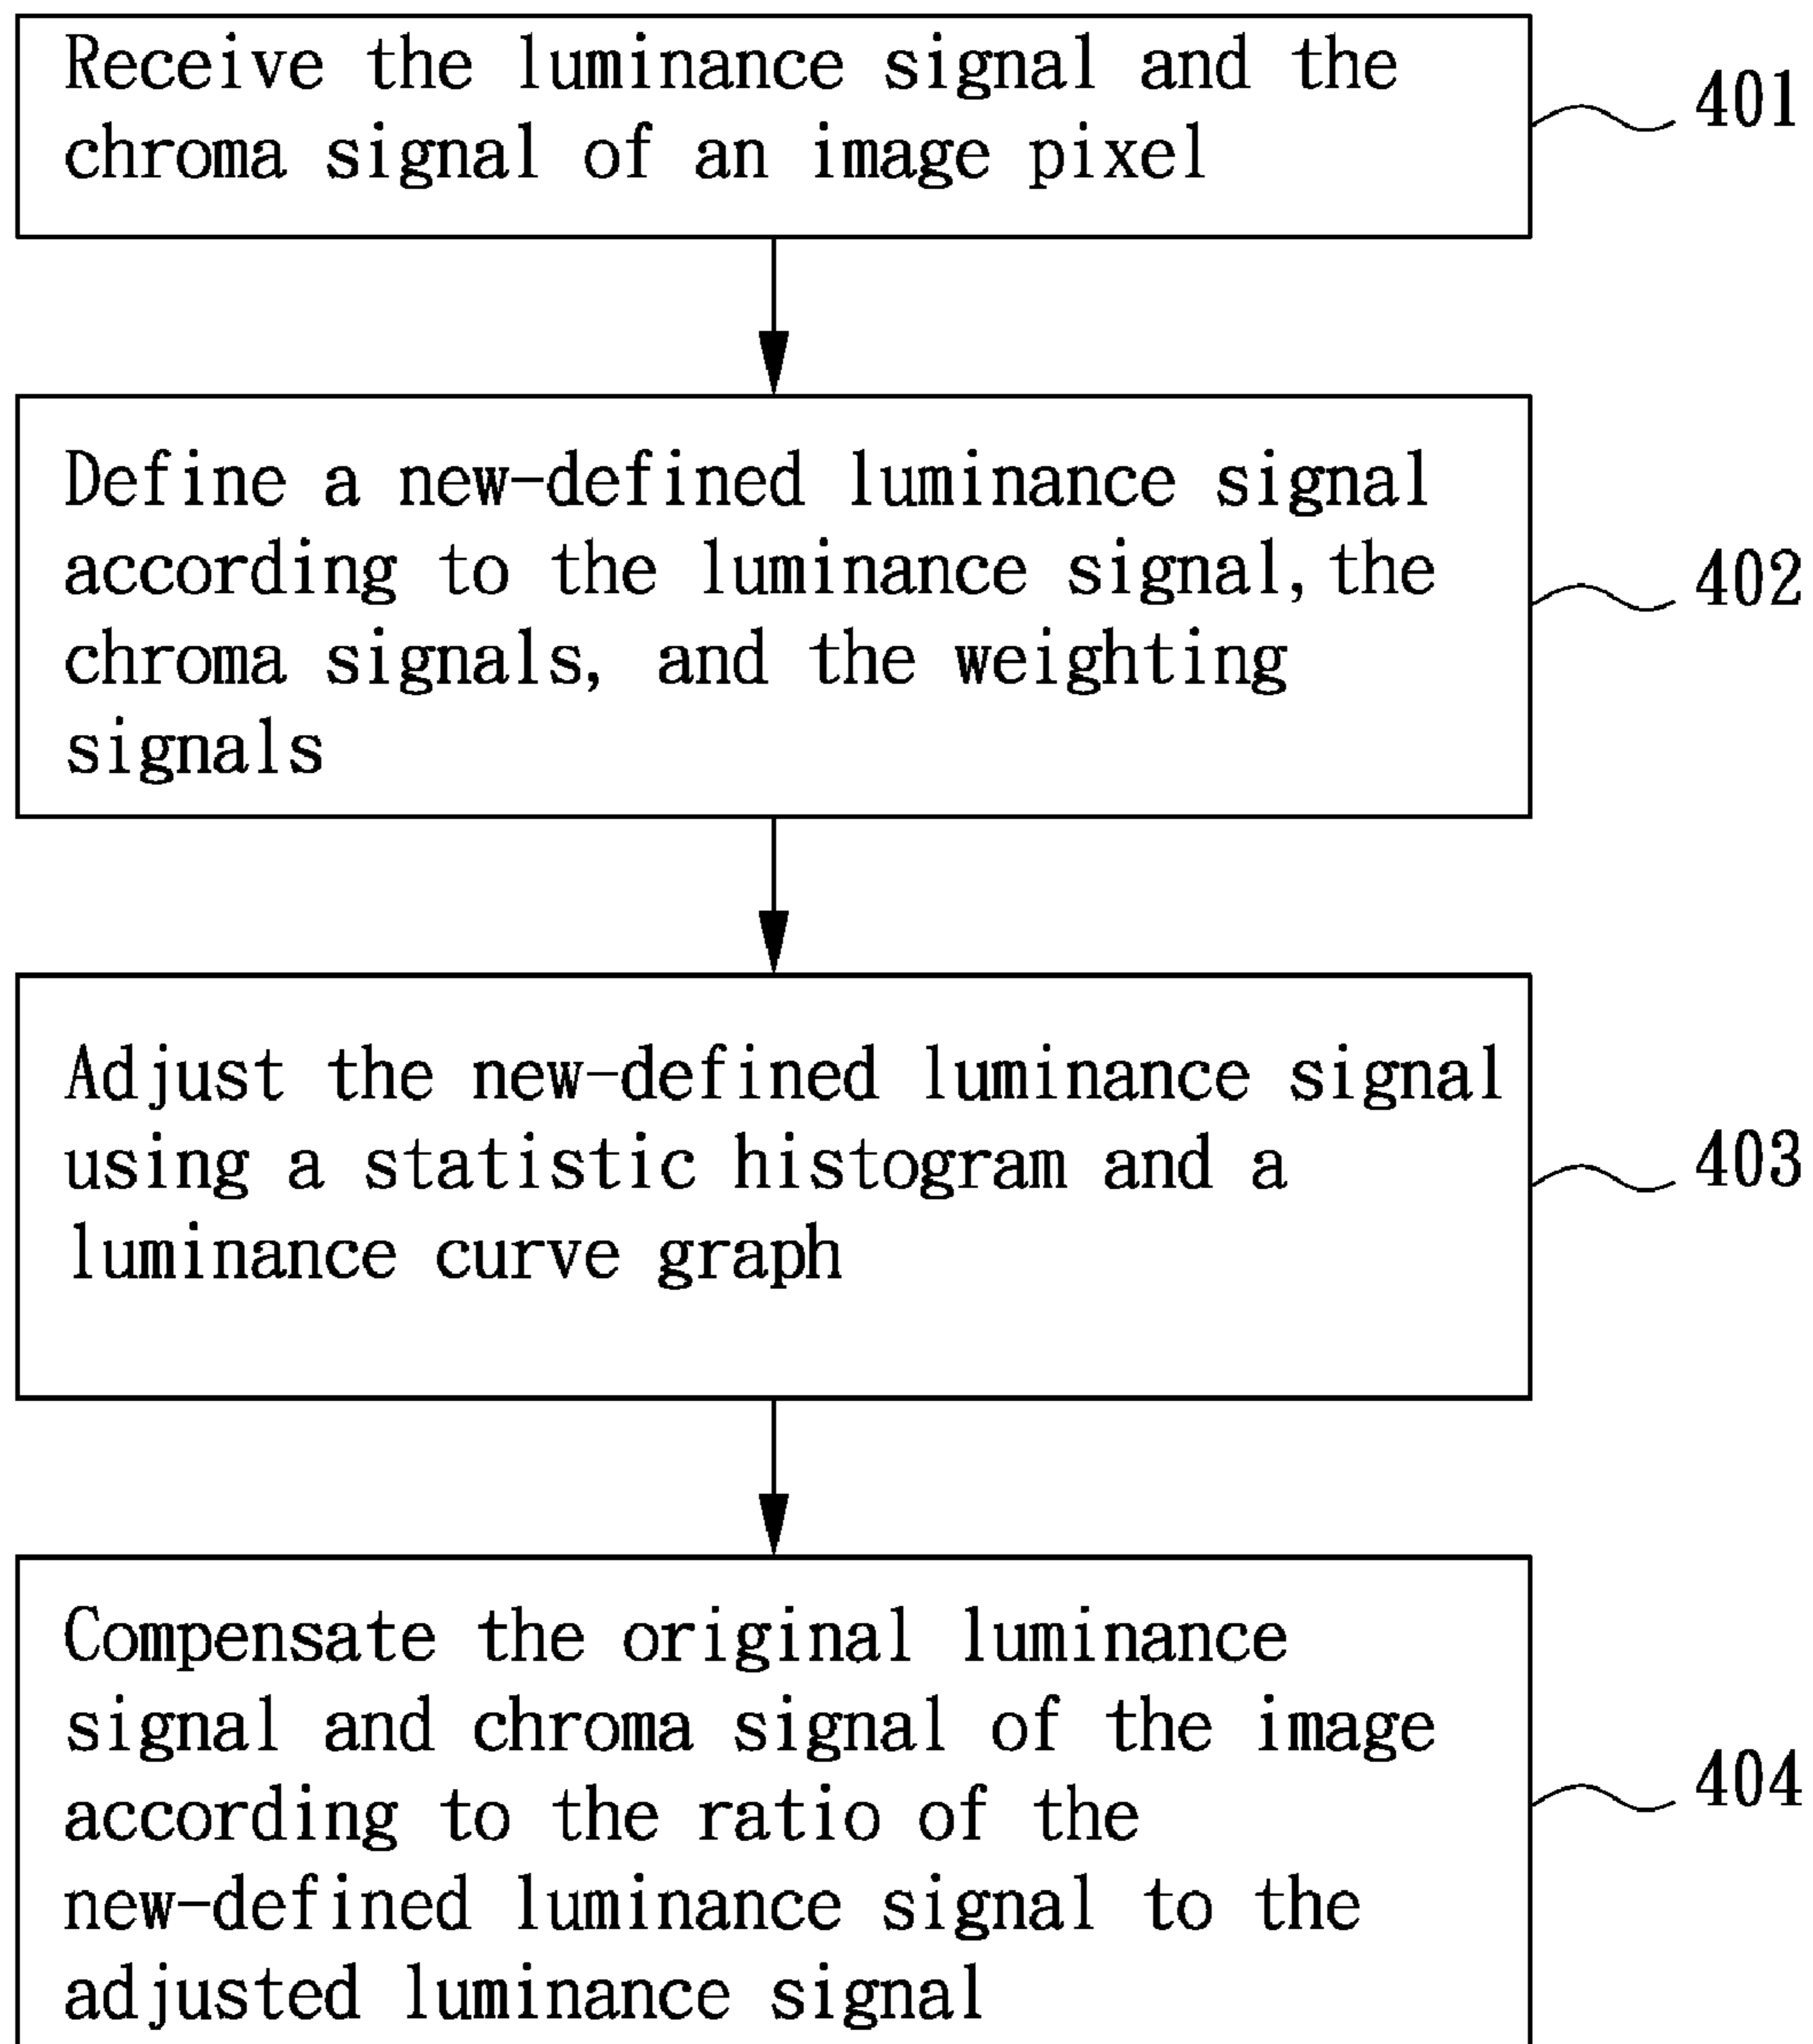 Receive the luminance signal and the
chroma signal of an image pixel
401
Define a new-defined luminance signal
according to the luminance signal, the
chroma signals, and the weighting
signals
402
Adjust the new-defined luminance signal
using a statistic histogram and a
luminance curve graph
403
Compensate the original luminance
signal and chroma signal of the image
according to the ratio of the
new-defined luminance signal to the
adjusted luminance signal
404